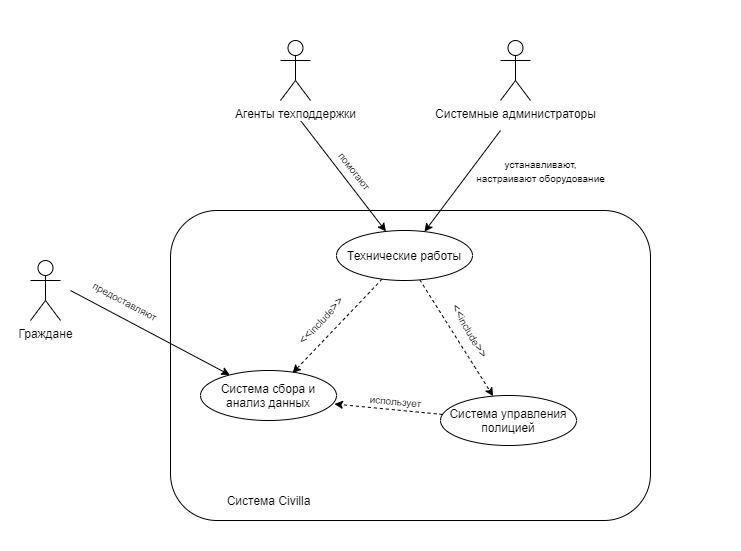 Агенты техподдержки
Системные администраторы
помогают
устанавливают,
настраивают оборудование
Технические работы
предоставляют
Граждане
<<include>>
<<include>>
Система сбора и
анализ данных
использует
Система управления
полицией
Система Civilla